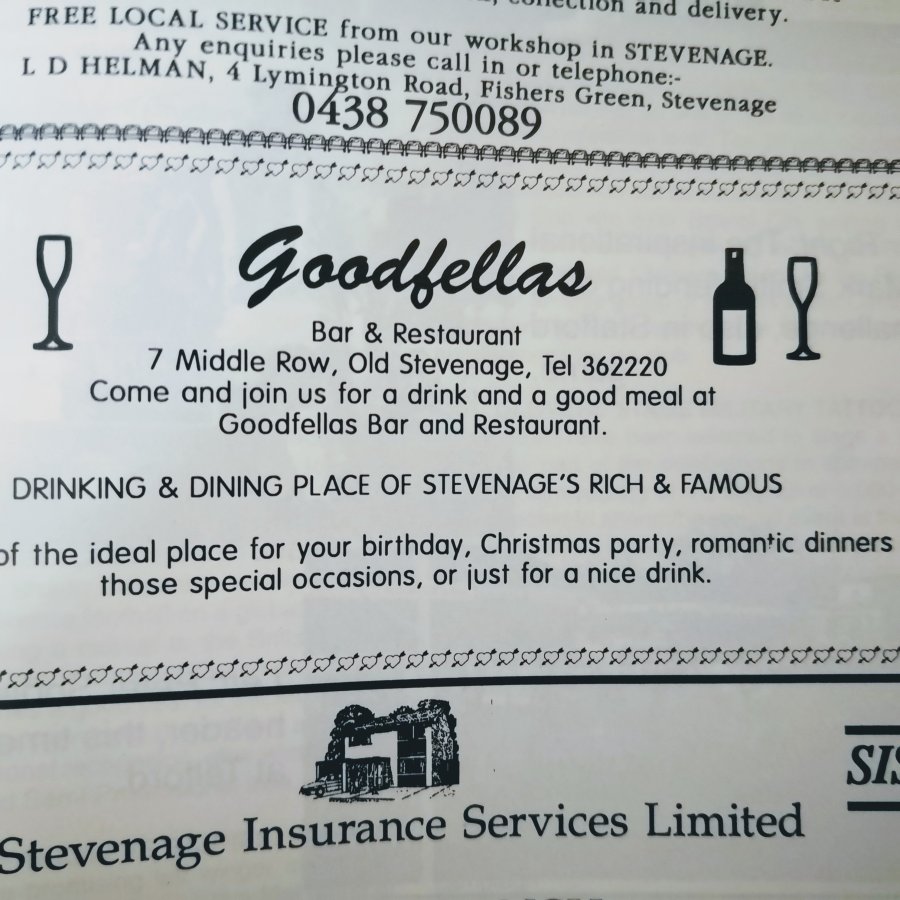 collection and delivery.
FREE LOCAL SERVICE from our workshop in STEVENAGE.
Any enquiries please call in or telephone:-
L D HELMAN, 4 Lymington Road, Fishers Green, Stevenage
0438 750089
Goodfellas
Bar & Restaurant
7 Middle Row, Old Stevenage, Tel 362220
Come and join us for a drink and a good meal at
Goodfellas Bar and Restaurant.
DRINKING & DINING PLACE OF STEVENAGE'S RICH & FAMOUS
of the ideal place for your birthday, Christmas party, romantic dinners
those special occasions, or just for a nice drink.
SIS
Stevenage Insurance Services Limited